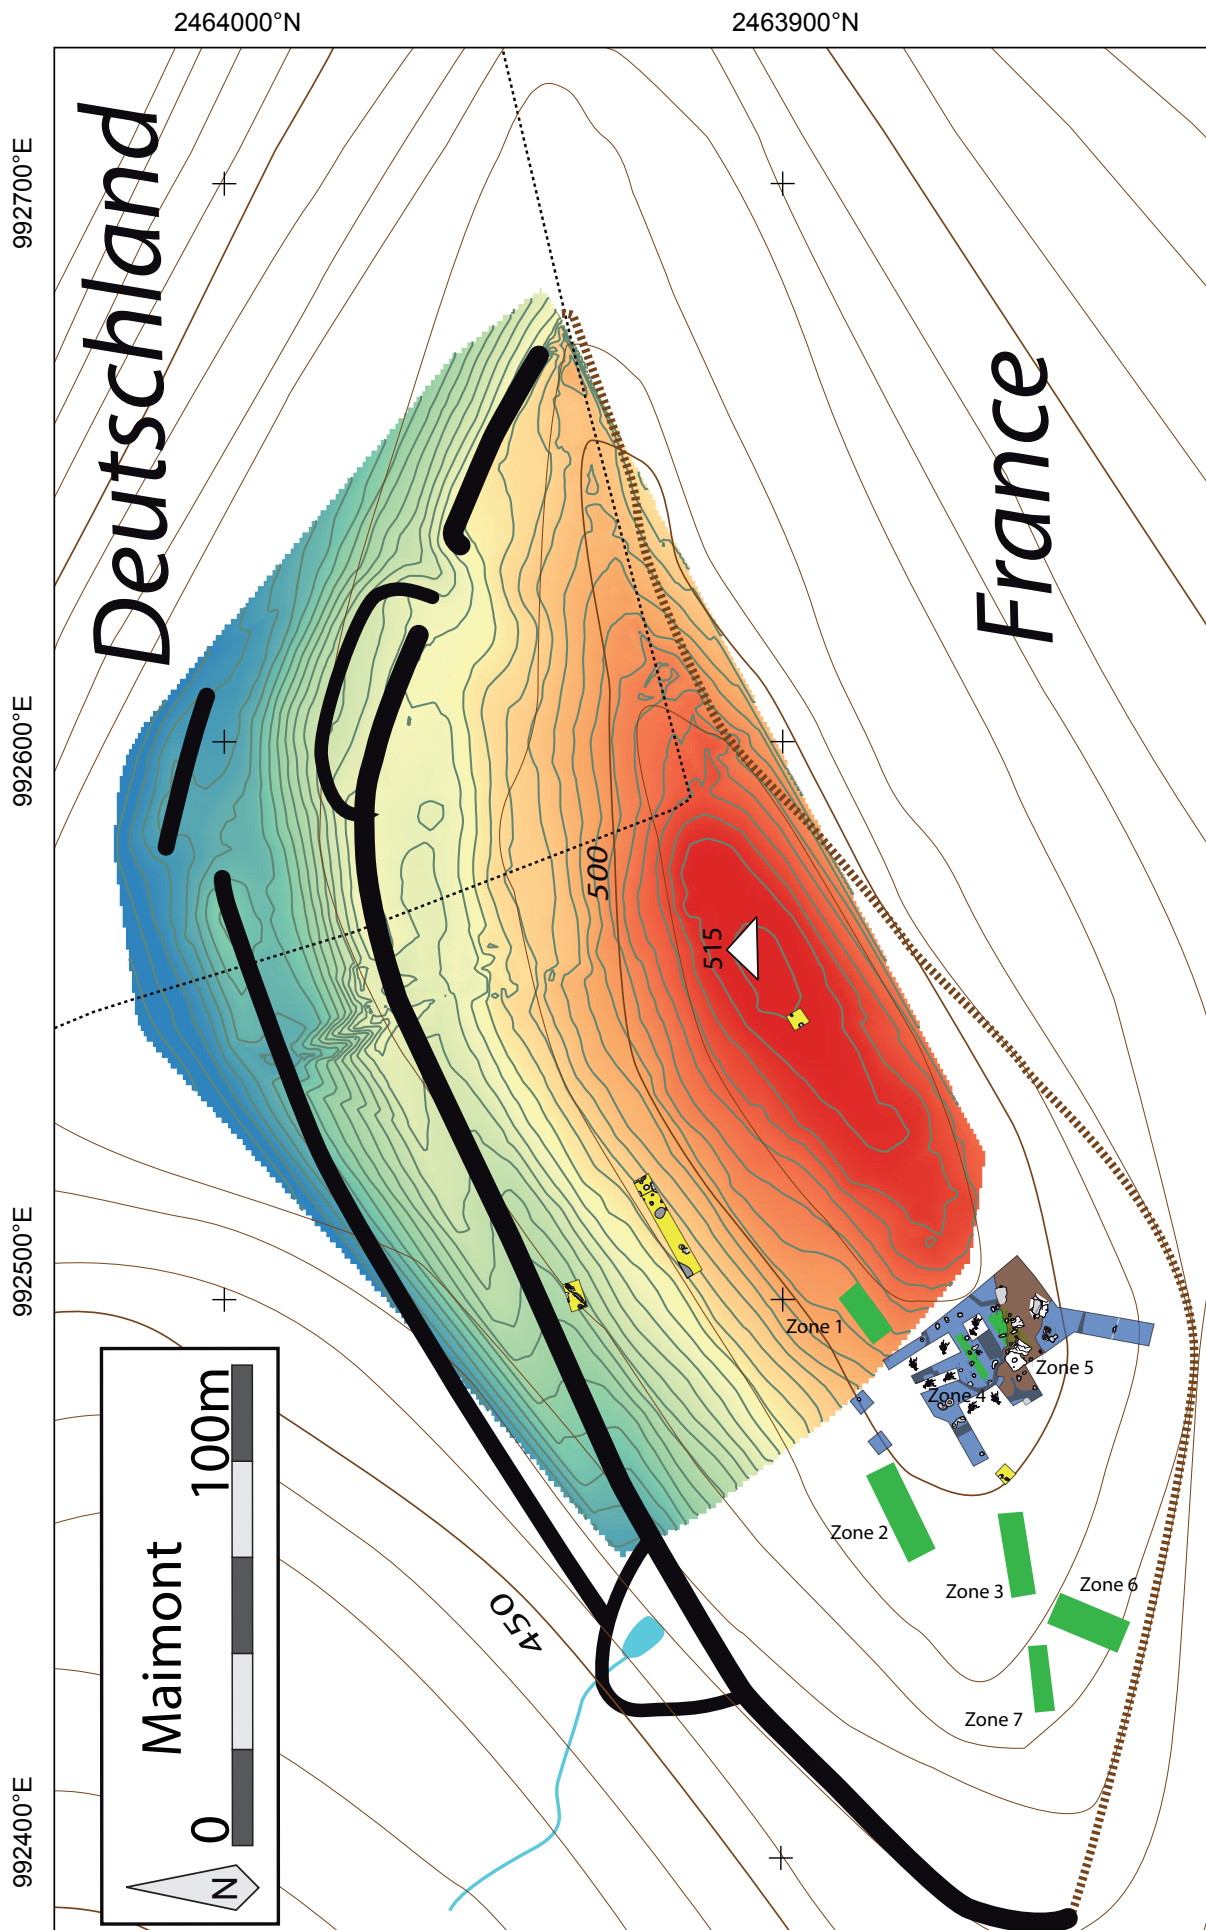 2464000°N
2463900°N
992700°E
992600°E
992500°E
992400°E
Deutschland
France
500
515
450
Zone 1
Zone 4
Zone 5
Zone 2
Zone 3
Zone 6
Zone 7
Maimont
0
100m
N